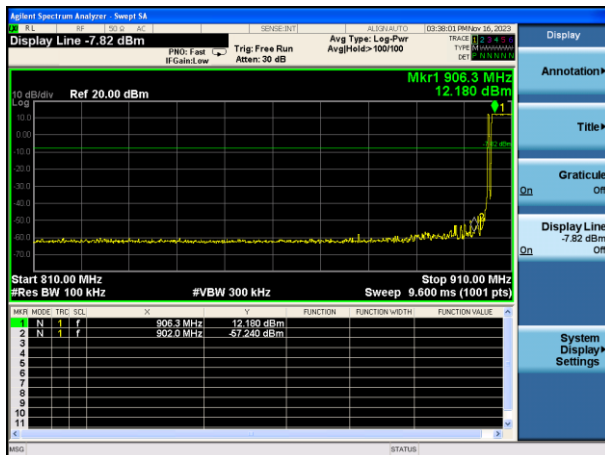 Agilent Spectrum Analyzer - Swept SA
RL RF 50 Ω AC SENSE:INT ALIGNAUTO 03:38:01 PM Nov 16, 2023
Display Line -7.82 dBm
PNO: Fast
IFGain:Low
Trig: Free Run
Atten: 30 dB
Avg Type: Log-Pwr
Avg|Hold:>100/100
TRACE 1 2 3 4 5 6
TYPE M
DET P N N N N N
Mkr1 906.3 MHz
12.180 dBm
10 dB/div Ref 20.00 dBm
Log
10.0
0.00
-10.0
-20.0
-30.0
-40.0
-50.0
-60.0
-70.0
1
-7.82 dBm
Start 810.00 MHz Stop 910.00 MHz
#Res BW 100 kHz #VBW 300 kHz Sweep 9.600 ms (1001 pts)
MKR MODE TRC SCL X Y FUNCTION FUNCTION WIDTH FUNCTION VALUE
1 N 1 f 906.3 MHz 12.180 dBm
2 N 1 f 902.0 MHz -57.240 dBm
3
4
5
6
7
8
9
10
11
MSG STATUS
Display
Annotation
Title
Graticule
On Off
Display Line
-7.82 dBm
On Off
System
Display
Settings